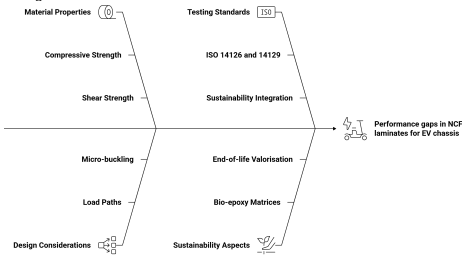 Material Properties
Testing Standards
ISO
Compressive Strength
ISO 14126 and 14129
Shear Strength
Sustainability Integration
Performance gaps in NCF
laminates for EV chassis
Micro-buckling
End-of-life Valorisation
Load Paths
Bio-epoxy Matrices
Design Considerations
Sustainability Aspects